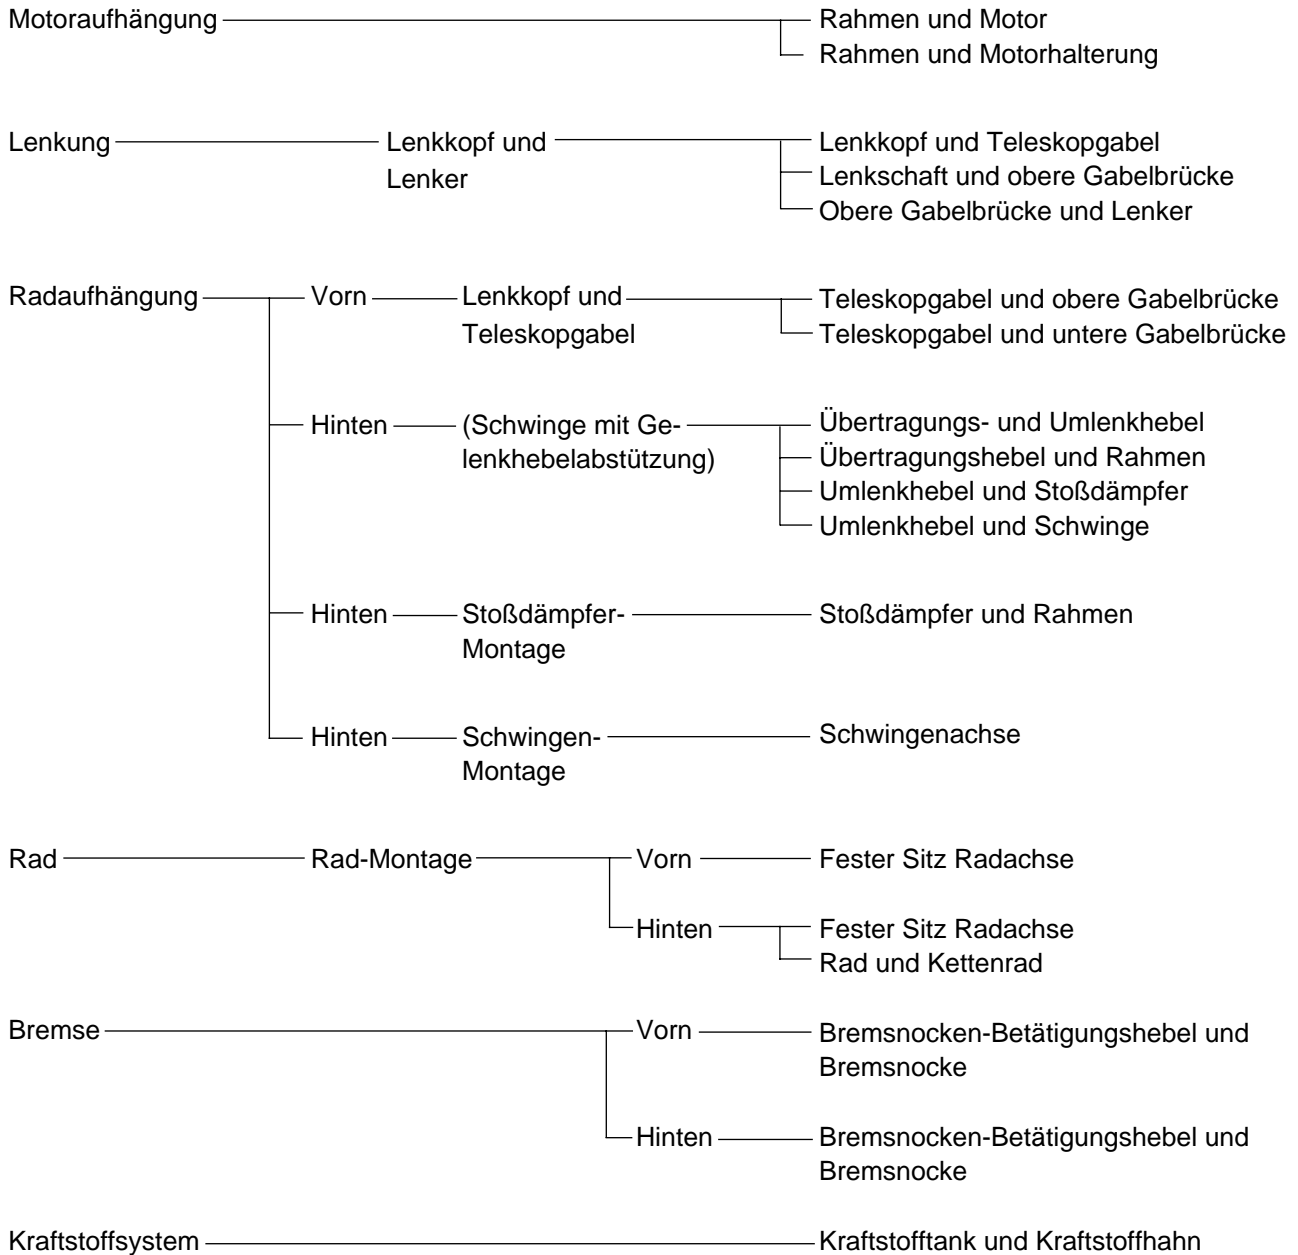 Motoraufhängung Rahmen und Motor
Rahmen und Motorhalterung
Lenkung Lenkkopf und Lenkkopf und Teleskopgabel
Lenker Lenkschaft und obere Gabelbrücke
Obere Gabelbrücke und Lenker
Radaufhängung Vorn Lenkkopf und Teleskopgabel und obere Gabelbrücke
Teleskopgabel Teleskopgabel und untere Gabelbrücke
Hinten (Schwinge mit Ge- Übertragungs- und Umlenkhebel
lenkhebelabstützung) Übertragungshebel und Rahmen
Umlenkhebel und Stoßdämpfer
Umlenkhebel und Schwinge
Hinten Stoßdämpfer- Stoßdämpfer und Rahmen
Montage
Hinten Schwingen- Schwingenachse
Montage
Rad Rad-Montage Vorn Fester Sitz Radachse
Hinten Fester Sitz Radachse
Rad und Kettenrad
Bremse Vorn Bremsnocken-Betätigungshebel und
Bremsnocke
Hinten Bremsnocken-Betätigungshebel und
Bremsnocke
Kraftstoffsystem Kraftstofftank und Kraftstoffhahn